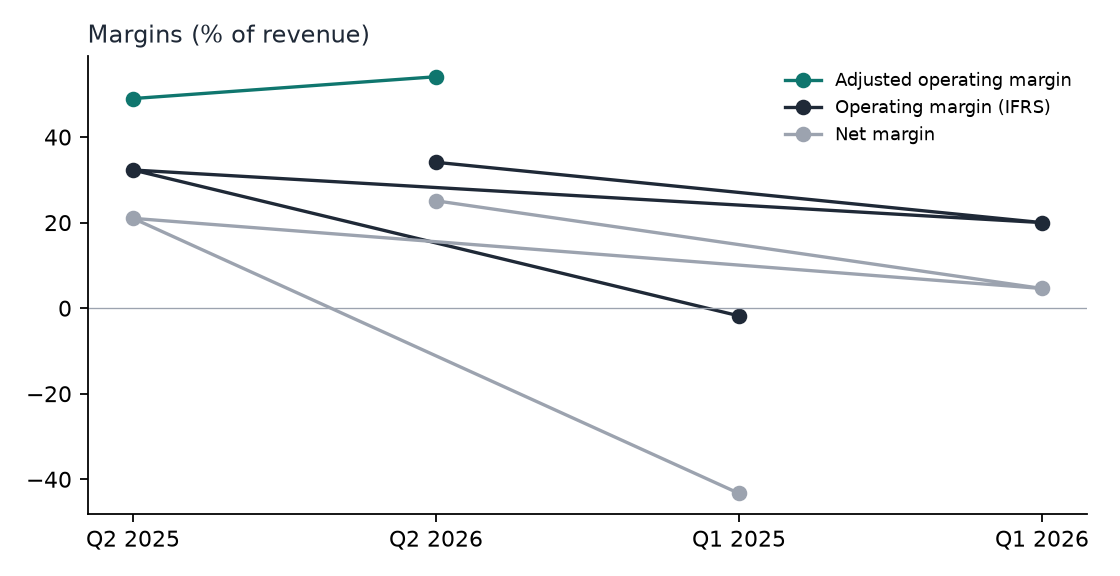 Margins (% of revenue)
Adjusted operating margin
Operating margin (IFRS)
Net margin
40
20
0
−20
−40
Q2 2025
Q2 2026
Q1 2025
Q1 2026